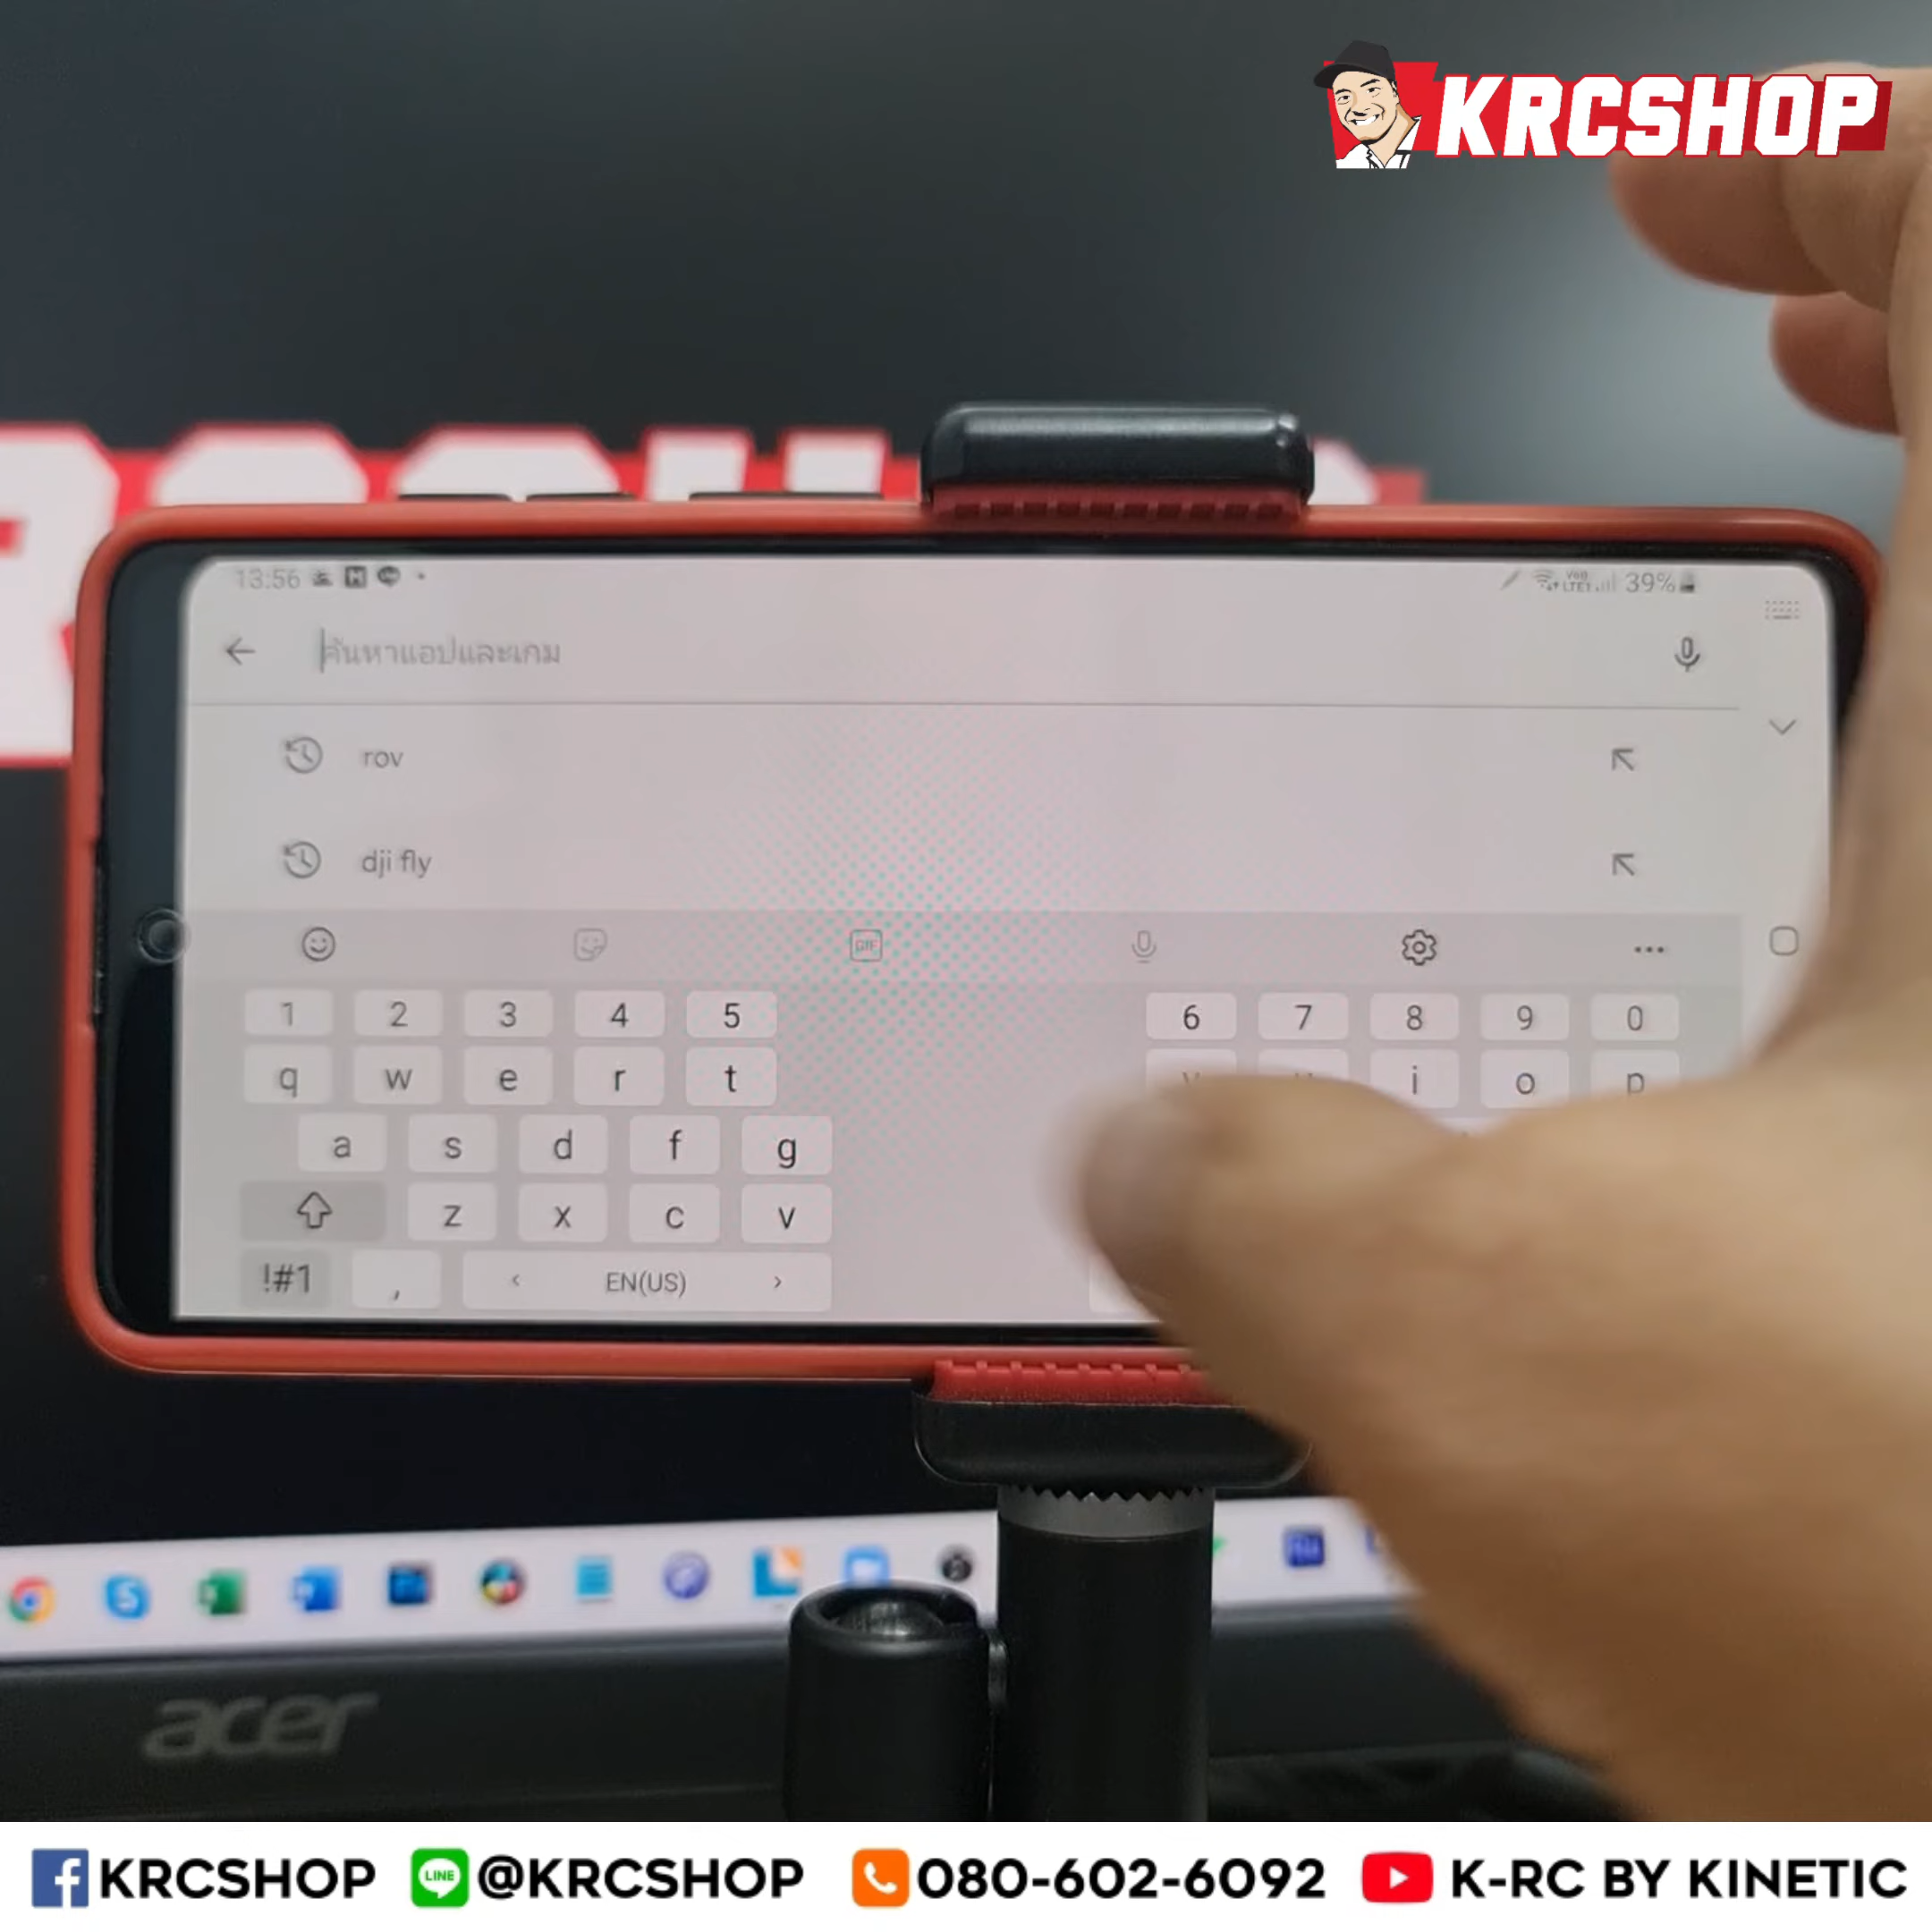 KRCSHOP
13:56
39%
ค้นหาแอปและเกม
rov
dji fly
GIF
1 2 3 4 5 6 7 8 9 0
q w e r t i o p
a s d f g
z x c v
!#1 , < EN(US) >
acer
KRCSHOP LINE @KRCSHOP 080-602-6092 K-RC BY KINETIC